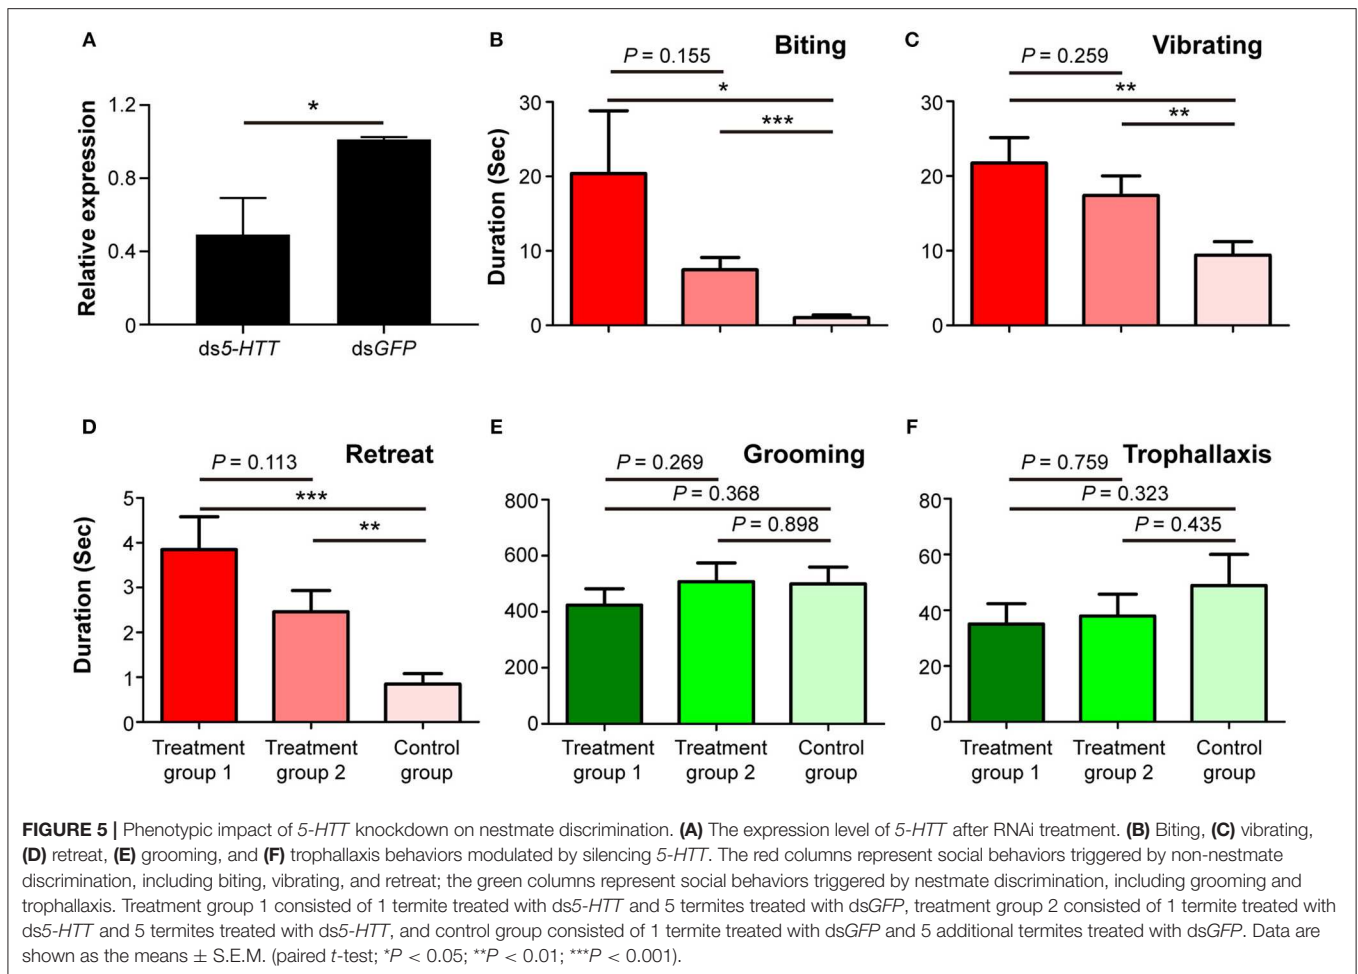 A
Relative expression
1.2
0.8
0.4
0
*
ds5-HTT
dsGFP
B
Biting
P = 0.155
*
***
Duration (Sec)
30
20
10
0
C
Vibrating
P = 0.259
**
**
30
20
10
0
D
Retreat
P = 0.113
***
**
Duration (Sec)
5
4
3
2
1
0
Treatment group 1
Treatment group 2
Control group
E
Grooming
P = 0.269
P = 0.368
P = 0.898
800
600
400
200
0
Treatment group 1
Treatment group 2
Control group
F
Trophallaxis
P = 0.759
P = 0.323
P = 0.435
80
60
40
20
0
Treatment group 1
Treatment group 2
Control group
FIGURE 5 | Phenotypic impact of 5-HTT knockdown on nestmate discrimination. (A) The expression level of 5-HTT after RNAi treatment. (B) Biting, (C) vibrating,
(D) retreat, (E) grooming, and (F) trophallaxis behaviors modulated by silencing 5-HTT. The red columns represent social behaviors triggered by non-nestmate
discrimination, including biting, vibrating, and retreat; the green columns represent social behaviors triggered by nestmate discrimination, including grooming and
trophallaxis. Treatment group 1 consisted of 1 termite treated with ds5-HTT and 5 termites treated with dsGFP, treatment group 2 consisted of 1 termite treated with
ds5-HTT and 5 termites treated with ds5-HTT, and control group consisted of 1 termite treated with dsGFP and 5 additional termites treated with dsGFP. Data are
shown as the means ± S.E.M. (paired t-test; *P < 0.05; **P < 0.01; ***P < 0.001).